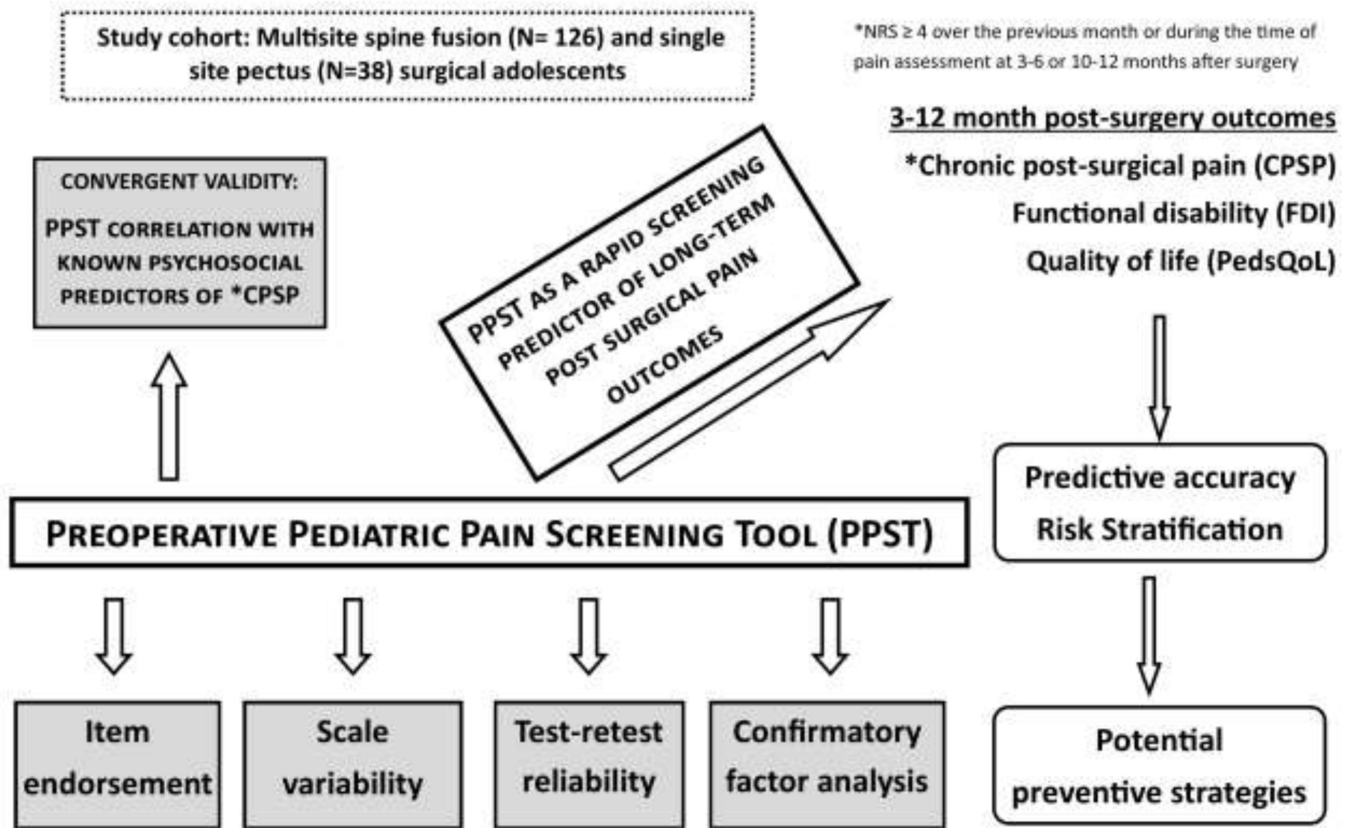 Study cohort: Multisite spine fusion (N= 126) and single
site pectus (N=38) surgical adolescents
*NRS ≥ 4 over the previous month or during the time of
pain assessment at 3-6 or 10-12 months after surgery
3-12 month post-surgery outcomes
*Chronic post-surgical pain (CPSP)
Functional disability (FDI)
Quality of life (PedsQoL)
CONVERGENT VALIDITY:
PPST CORRELATION WITH
KNOWN PSYCHOSOCIAL
PREDICTORS OF *CPSP
PPST AS A RAPID SCREENING
PREDICTOR OF LONG-TERM
POST SURGICAL PAIN
OUTCOMES
PREOPERATIVE PEDIATRIC PAIN SCREENING TOOL (PPST)
Predictive accuracy
Risk Stratification
Item
endorsement
Scale
variability
Test-retest
reliability
Confirmatory
factor analysis
Potential
preventive strategies